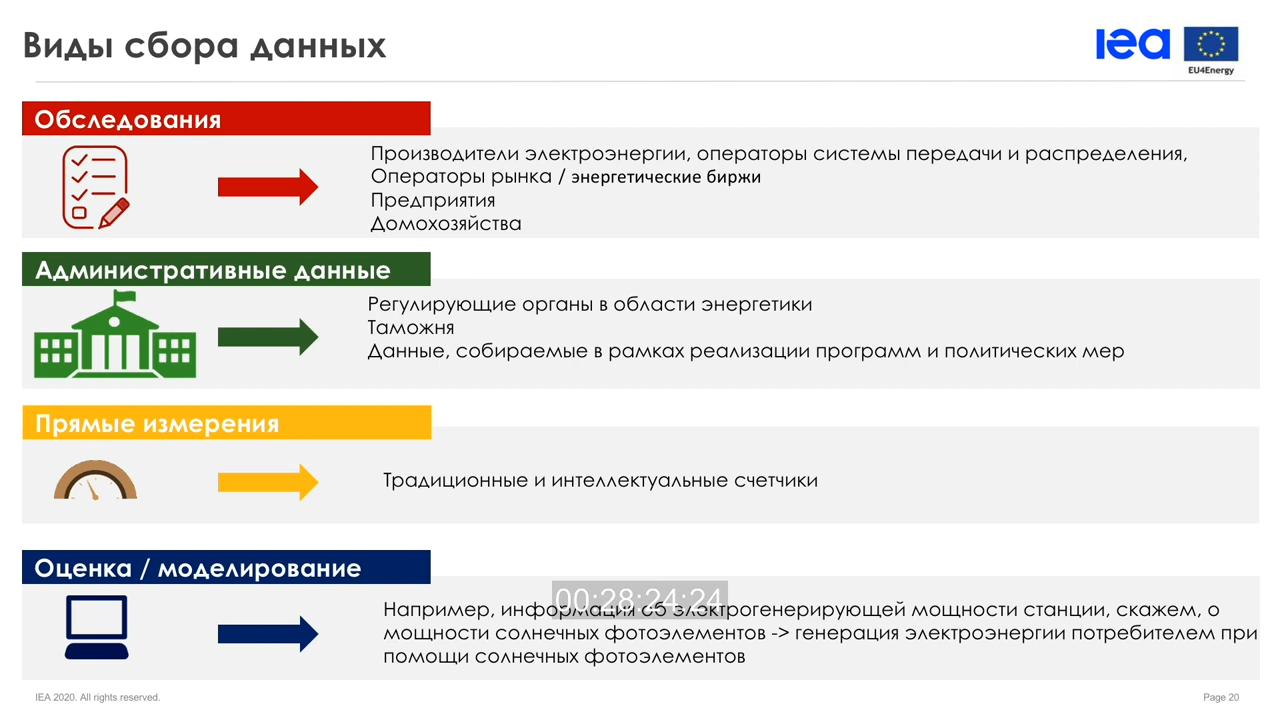 Виды сбора данных
iea
EU4Energy
Обследования
Производители электроэнергии, операторы системы передачи и распределения,
Операторы рынка / энергетические биржи
Предприятия
Домохозяйства
Административные данные
Регулирующие органы в области энергетики
Таможня
Данные, собираемые в рамках реализации программ и политических мер
Прямые измерения
Традиционные и интеллектуальные счетчики
Оценка / моделирование
00:28:24:24
Например, информация об электрогенерирующей мощности станции, скажем, о
мощности солнечных фотоэлементов -> генерация электроэнергии потребителем при
помощи солнечных фотоэлементов
IEA 2020. All rights reserved.
Page 20